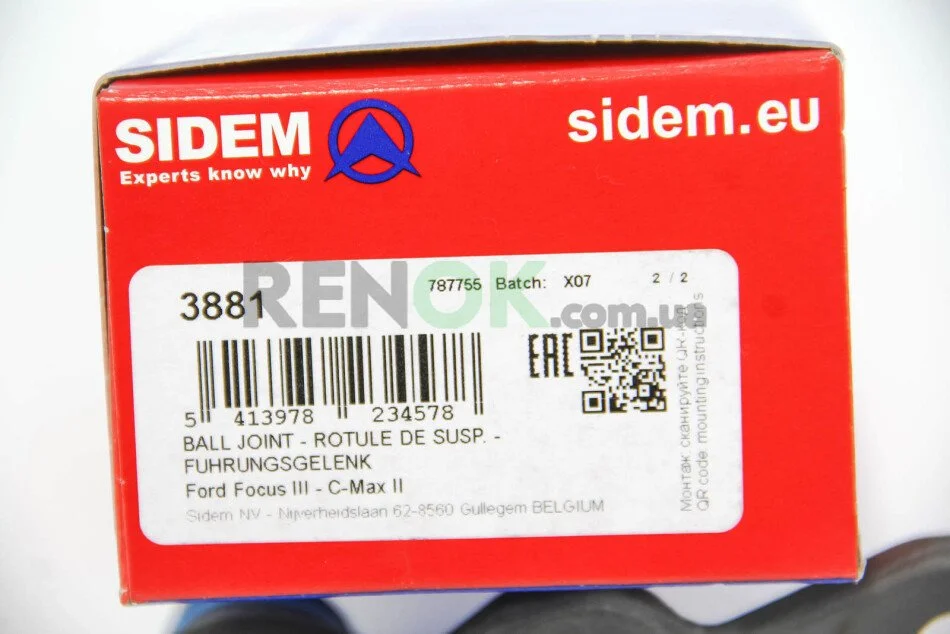 SIDEM
Experts know why
sidem.eu
787755 Batch: X07 2 / 2
3881
RENOK.com.ua
EAC
5 413978 234578
BALL JOINT - ROTULE DE SUSP. -
FUHRUNGSGELENK
Ford Focus III - C-Max II
Sidem NV - Nijverheidslaan 62-8560 Gullegem BELGIUM
Монтаж: сканируйте QR-код
QR code: mounting instructions